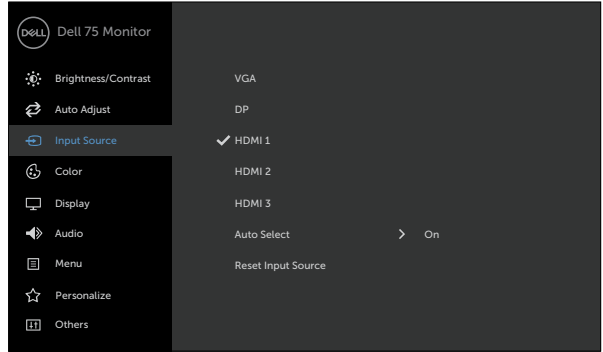 DELL
Dell 75 Monitor
Brightness/Contrast
Auto Adjust
Input Source
Color
Display
Audio
Menu
Personalize
Others
VGA
DP
HDMI 1
HDMI 2
HDMI 3
Auto Select > On
Reset Input Source